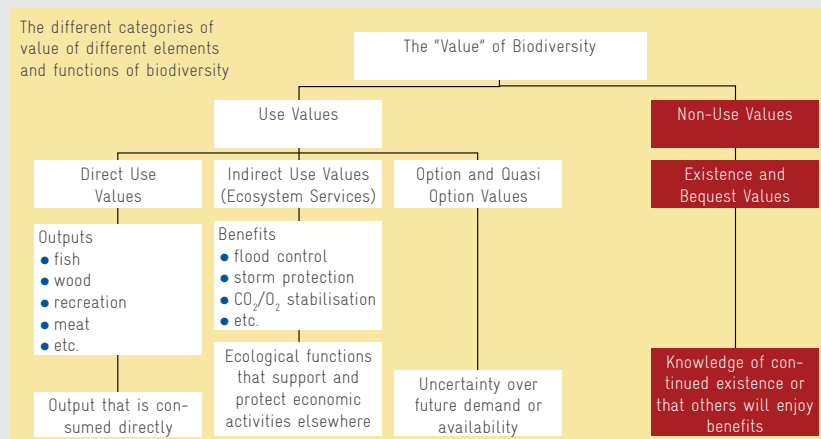 The different categories of
value of different elements
and functions of biodiversity
The "Value" of Biodiversity
Use Values
Non-Use Values
Direct Use
Values
Indirect Use Values
(Ecosystem Services)
Option and Quasi
Option Values
Existence and
Bequest Values
Outputs
● fish
● wood
● recreation
● meat
● etc.
Benefits
● flood control
● storm protection
● CO₂/O₂ stabilisation
● etc.
Output that is con-
sumed directly
Ecological functions
that support and
protect economic
activities elsewhere
Uncertainty over
future demand or
availability
Knowledge of con-
tinued existence or
that others will enjoy
benefits